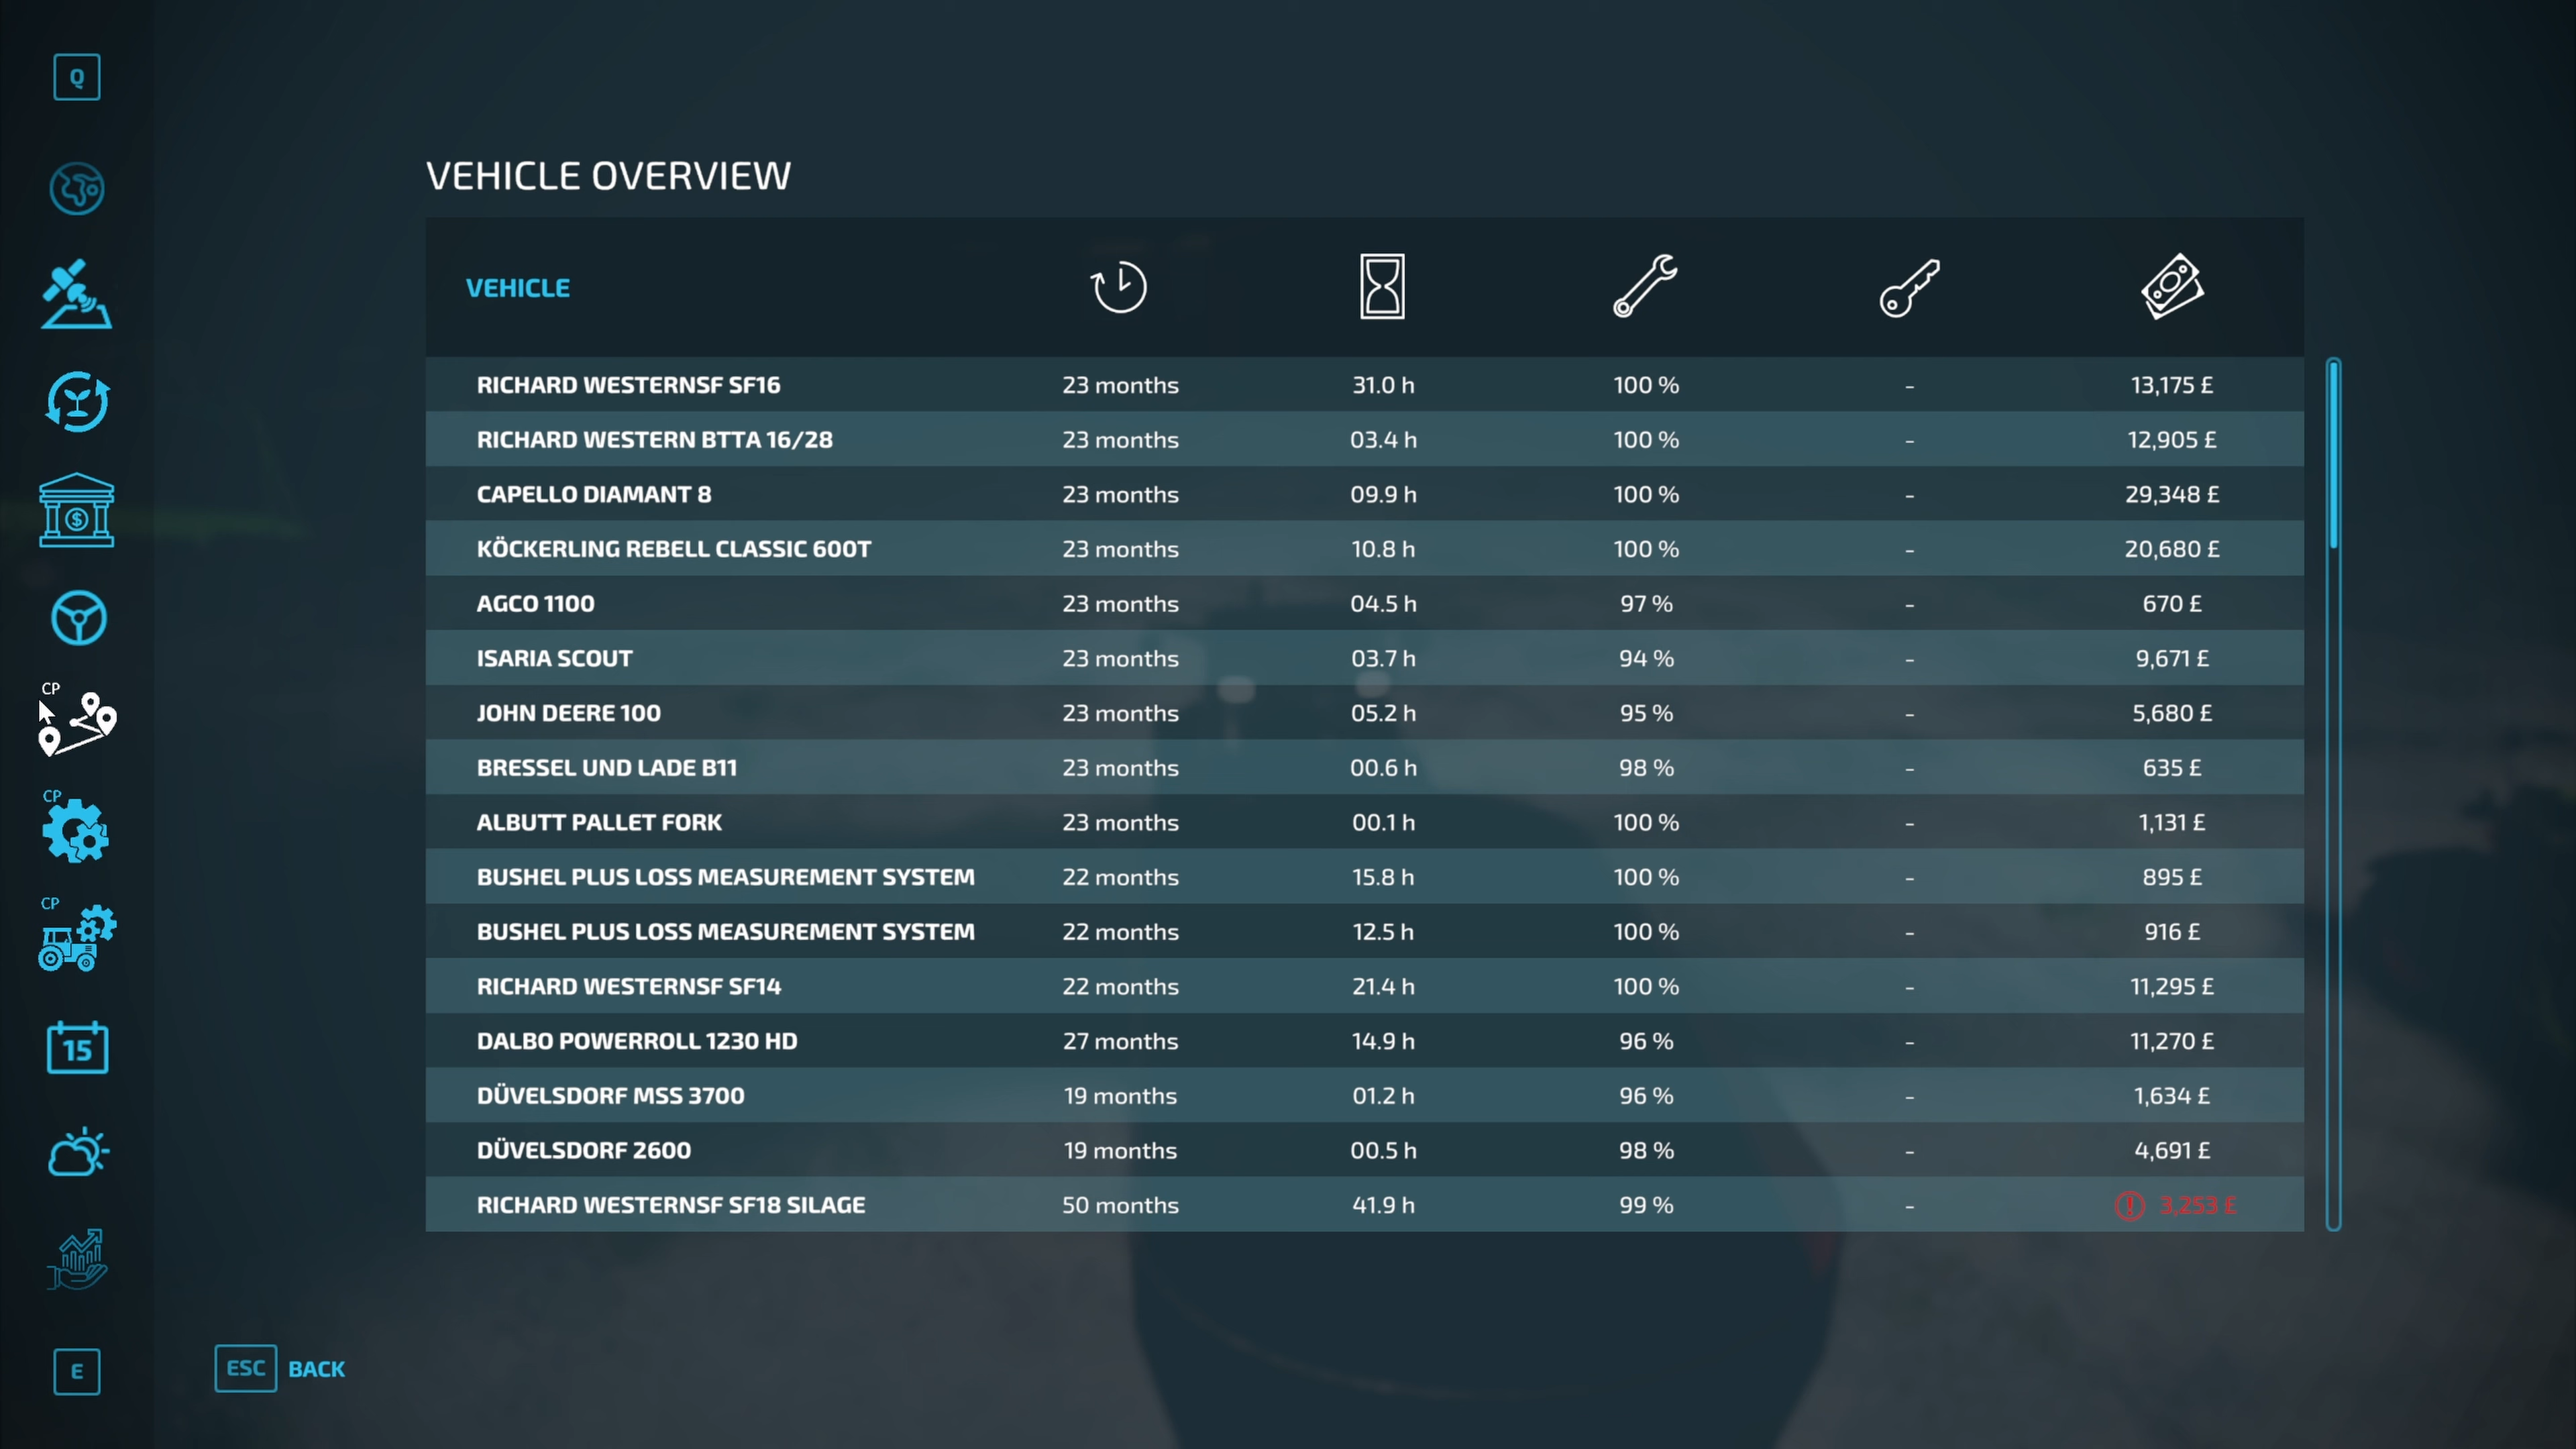 Q
VEHICLE OVERVIEW
VEHICLE
RICHARD WESTERNSF SF16 23 months 31.0 h 100 % - 13,175 £
RICHARD WESTERN BTTA 16/28 23 months 03.4 h 100 % - 12,905 £
CAPELLO DIAMANT 8 23 months 09.9 h 100 % - 29,348 £
KÖCKERLING REBELL CLASSIC 600T 23 months 10.8 h 100 % - 20,680 £
AGCO 1100 23 months 04.5 h 97 % - 670 £
ISARIA SCOUT 23 months 03.7 h 94 % - 9,671 £
CP
JOHN DEERE 100 23 months 05.2 h 95 % - 5,680 £
BRESSEL UND LADE B11 23 months 00.6 h 98 % - 635 £
CP
ALBUTT PALLET FORK 23 months 00.1 h 100 % - 1,131 £
BUSHEL PLUS LOSS MEASUREMENT SYSTEM 22 months 15.8 h 100 % - 895 £
CP
BUSHEL PLUS LOSS MEASUREMENT SYSTEM 22 months 12.5 h 100 % - 916 £
RICHARD WESTERNSF SF14 22 months 21.4 h 100 % - 11,295 £
15
DALBO POWERROLL 1230 HD 27 months 14.9 h 96 % - 11,270 £
DÜVELSDORF MSS 3700 19 months 01.2 h 96 % - 1,634 £
DÜVELSDORF 2600 19 months 00.5 h 98 % - 4,691 £
RICHARD WESTERNSF SF18 SILAGE 50 months 41.9 h 99 % - 3,253 £
E
ESC BACK